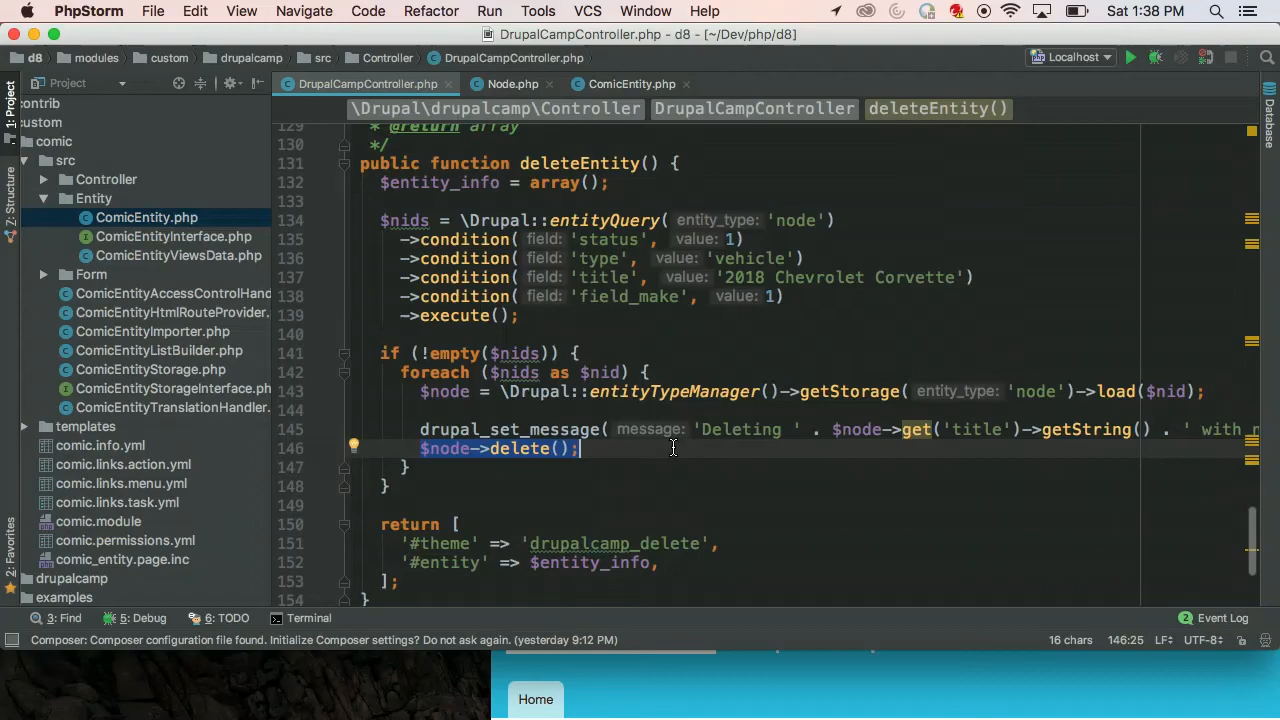 PhpStorm File Edit View Navigate Code Refactor Run Tools VCS Window Help Sat 1:38 PM
DrupalCampController.php - d8 - [~/Dev/php/d8]
d8 modules custom drupalcamp src Controller DrupalCampController.php Localhost
Project DrupalCampController.php Node.php ComicEntity.php
\Drupal\drupalcamp\Controller DrupalCampController deleteEntity()
1: Project
Z: Structure
2: Favorites
Database
contrib
custom
comic
src
Controller
Entity
ComicEntity.php
ComicEntityInterface.php
ComicEntityViewsData.php
Form
ComicEntityAccessControlHand
ComicEntityHtmlRouteProvider.
ComicEntityImporter.php
ComicEntityListBuilder.php
ComicEntityStorage.php
ComicEntityStorageInterface.ph
ComicEntityTranslationHandler.
templates
comic.info.yml
comic.links.action.yml
comic.links.menu.yml
comic.links.task.yml
comic.module
comic.permissions.yml
comic_entity.page.inc
drupalcamp
examples
129 * @return array
130 */
131 public function deleteEntity() {
132 $entity_info = array();
133
134 $nids = \Drupal::entityQuery( entity_type: 'node')
135 ->condition( field: 'status', value: 1)
136 ->condition( field: 'type', value: 'vehicle')
137 ->condition( field: 'title', value: '2018 Chevrolet Corvette')
138 ->condition( field: 'field_make', value: 1)
139 ->execute();
140
141 if (!empty($nids)) {
142 foreach ($nids as $nid) {
143 $node = \Drupal::entityTypeManager()->getStorage( entity_type: 'node')->load($nid);
144
145 drupal_set_message( message: 'Deleting ' . $node->get('title')->getString() . ' with n
146 $node->delete();
147 }
148 }
149
150 return [
151 '#theme' => 'drupalcamp_delete',
152 '#entity' => $entity_info,
153 ];
154 }
3: Find 5: Debug 6: TODO Terminal 2 Event Log
Composer: Composer configuration file found. Initialize Composer settings? Do not ask again. (yesterday 9:12 PM) 16 chars 146:25 LF÷ UTF-8÷
Home